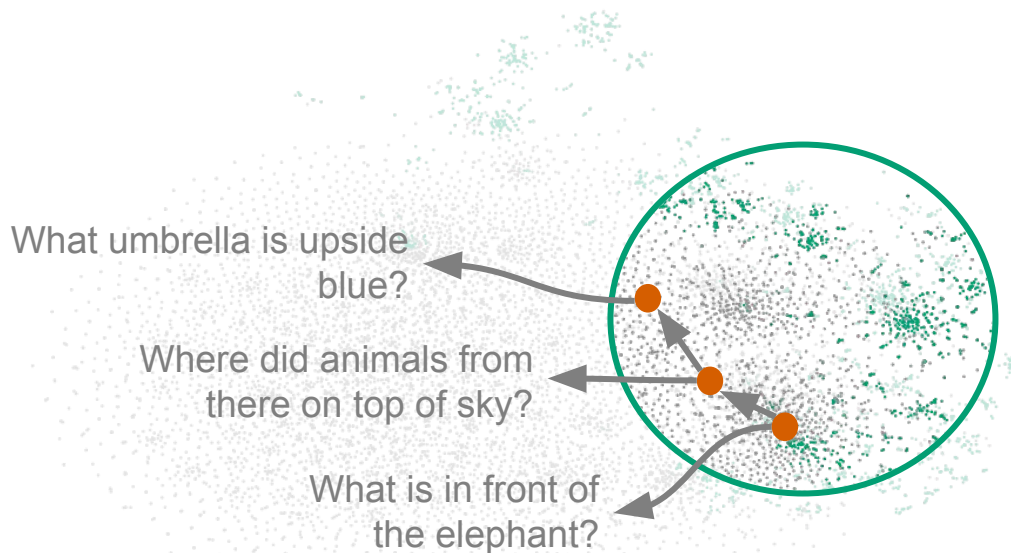 What umbrella is upside
blue?
Where did animals from
there on top of sky?
What is in front of
the elephant?